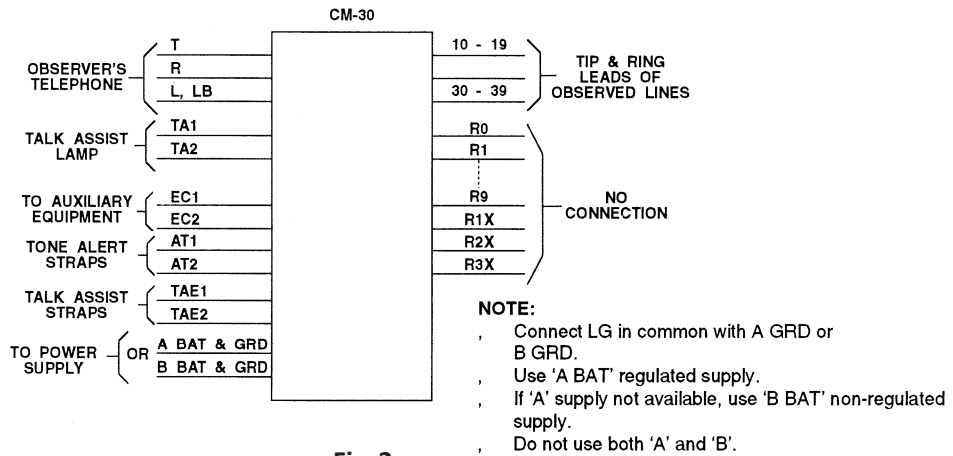 CM-30
OBSERVER'S
TELEPHONE
T
R
L, LB
TALK ASSIST
LAMP
TA1
TA2
TO AUXILIARY
EQUIPMENT
EC1
EC2
TONE ALERT
STRAPS
AT1
AT2
TALK ASSIST
STRAPS
TAE1
TAE2
TO POWER
SUPPLY
OR
A BAT & GRD
B BAT & GRD
10 - 19
30 - 39
TIP & RING
LEADS OF
OBSERVED LINES
R0
R1
R9
R1X
R2X
R3X
NO
CONNECTION
NOTE:
, Connect LG in common with A GRD or
B GRD.
, Use 'A BAT' regulated supply.
, If 'A' supply not available, use 'B BAT' non-regulated
supply.
, Do not use both 'A' and 'B'.